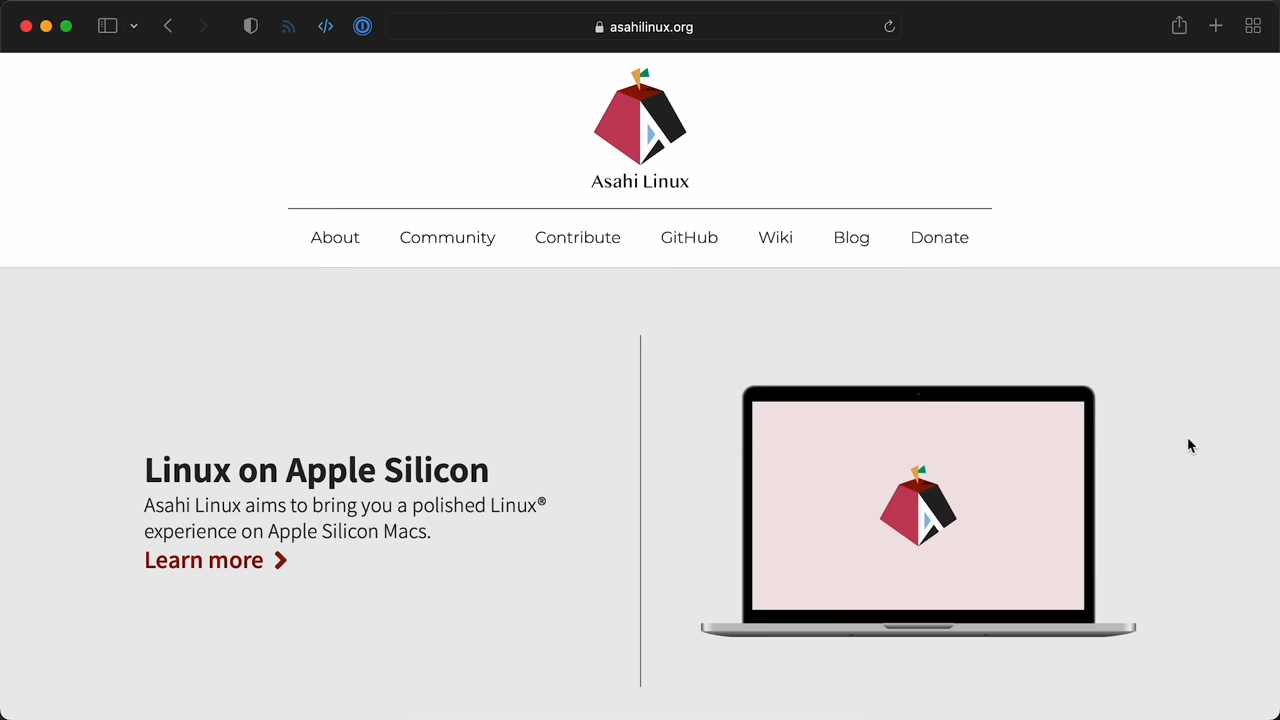 asahilinux.org
Asahi Linux
About Community Contribute GitHub Wiki Blog Donate
Linux on Apple Silicon
Asahi Linux aims to bring you a polished Linux®
experience on Apple Silicon Macs.
Learn more